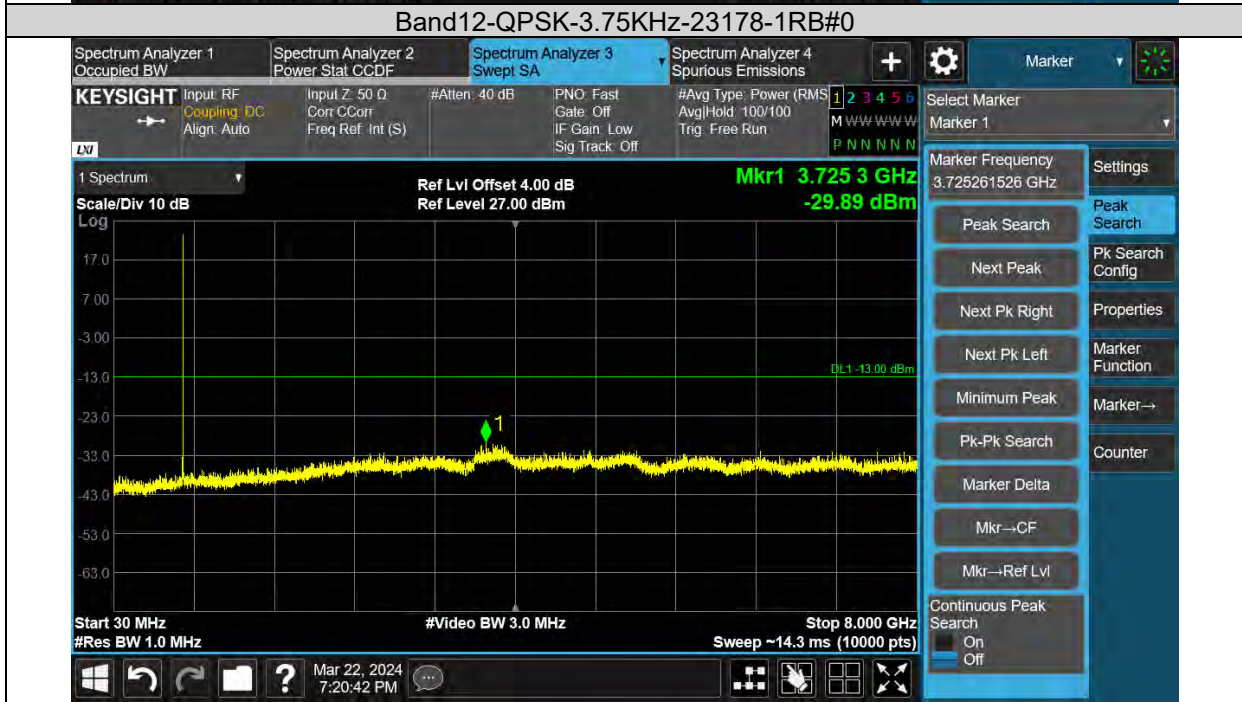 Band12-QPSK-3.75KHz-23178-1RB#0
Spectrum Analyzer 1
Occupied BW
Spectrum Analyzer 2
Power Stat CCDF
Spectrum Analyzer 3
Swept SA
Spectrum Analyzer 4
Spurious Emissions
+
Marker
KEYSIGHT
LXI
Input: RF
Coupling: DC
Align: Auto
Input Z: 50 Ω
Corr CCorr
Freq Ref: Int (S)
#Atten: 40 dB
PNO: Fast
Gate: Off
IF Gain: Low
Sig Track: Off
#Avg Type: Power (RMS
Avg|Hold: 100/100
Trig: Free Run
1 2 3 4 5 6
M W W W W W
P N N N N N
Select Marker
Marker 1
1 Spectrum
Scale/Div 10 dB
Log
Ref Lvl Offset 4.00 dB
Ref Level 27.00 dBm
Mkr1 3.725 3 GHz
-29.89 dBm
17.0
7.00
-3.00
-13.0
-23.0
-33.0
-43.0
-53.0
-63.0
DL1 -13.00 dBm
1
Start 30 MHz
#Res BW 1.0 MHz
#Video BW 3.0 MHz
Stop 8.000 GHz
Sweep ~14.3 ms (10000 pts)
Marker Frequency
3.725261526 GHz
Peak Search
Next Peak
Next Pk Right
Next Pk Left
Minimum Peak
Pk-Pk Search
Marker Delta
Mkr→CF
Mkr→Ref Lvl
Continuous Peak
Search
On
Off
Settings
Peak
Search
Pk Search
Config
Properties
Marker
Function
Marker→
Counter
?
Mar 22, 2024
7:20:42 PM